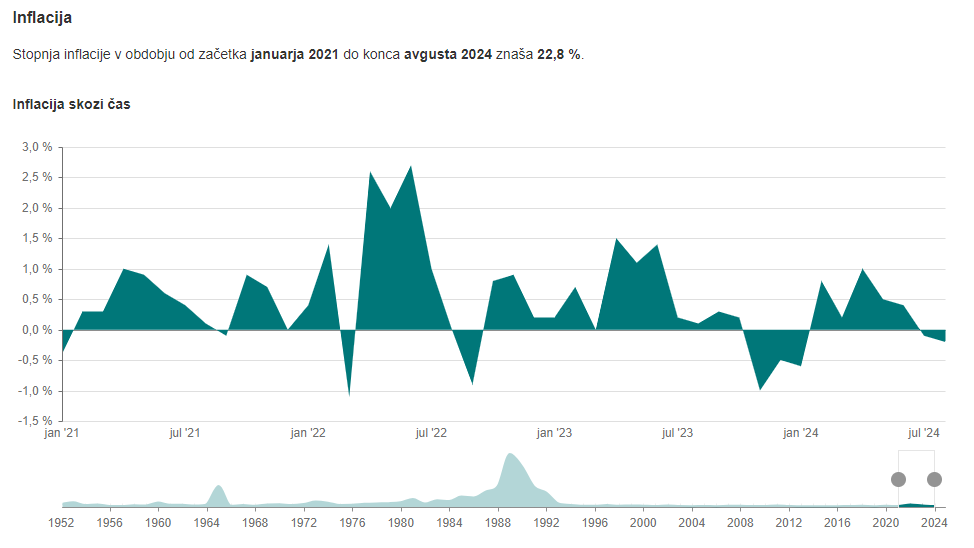 Inflacija
Stopnja inflacije v obdobju od začetka januarja 2021 do konca avgusta 2024 znaša 22,8 %.
Inflacija skozi čas
3,0 %
2,5 %
2,0 %
1,5 %
1,0 %
0,5 %
0,0 %
-0,5 %
-1,0 %
-1,5 %
jan '21 jul '21 jan '22 jul '22 jan '23 jul '23 jan '24 jul '24
1952 1956 1960 1964 1968 1972 1976 1980 1984 1988 1992 1996 2000 2004 2008 2012 2016 2020 2024